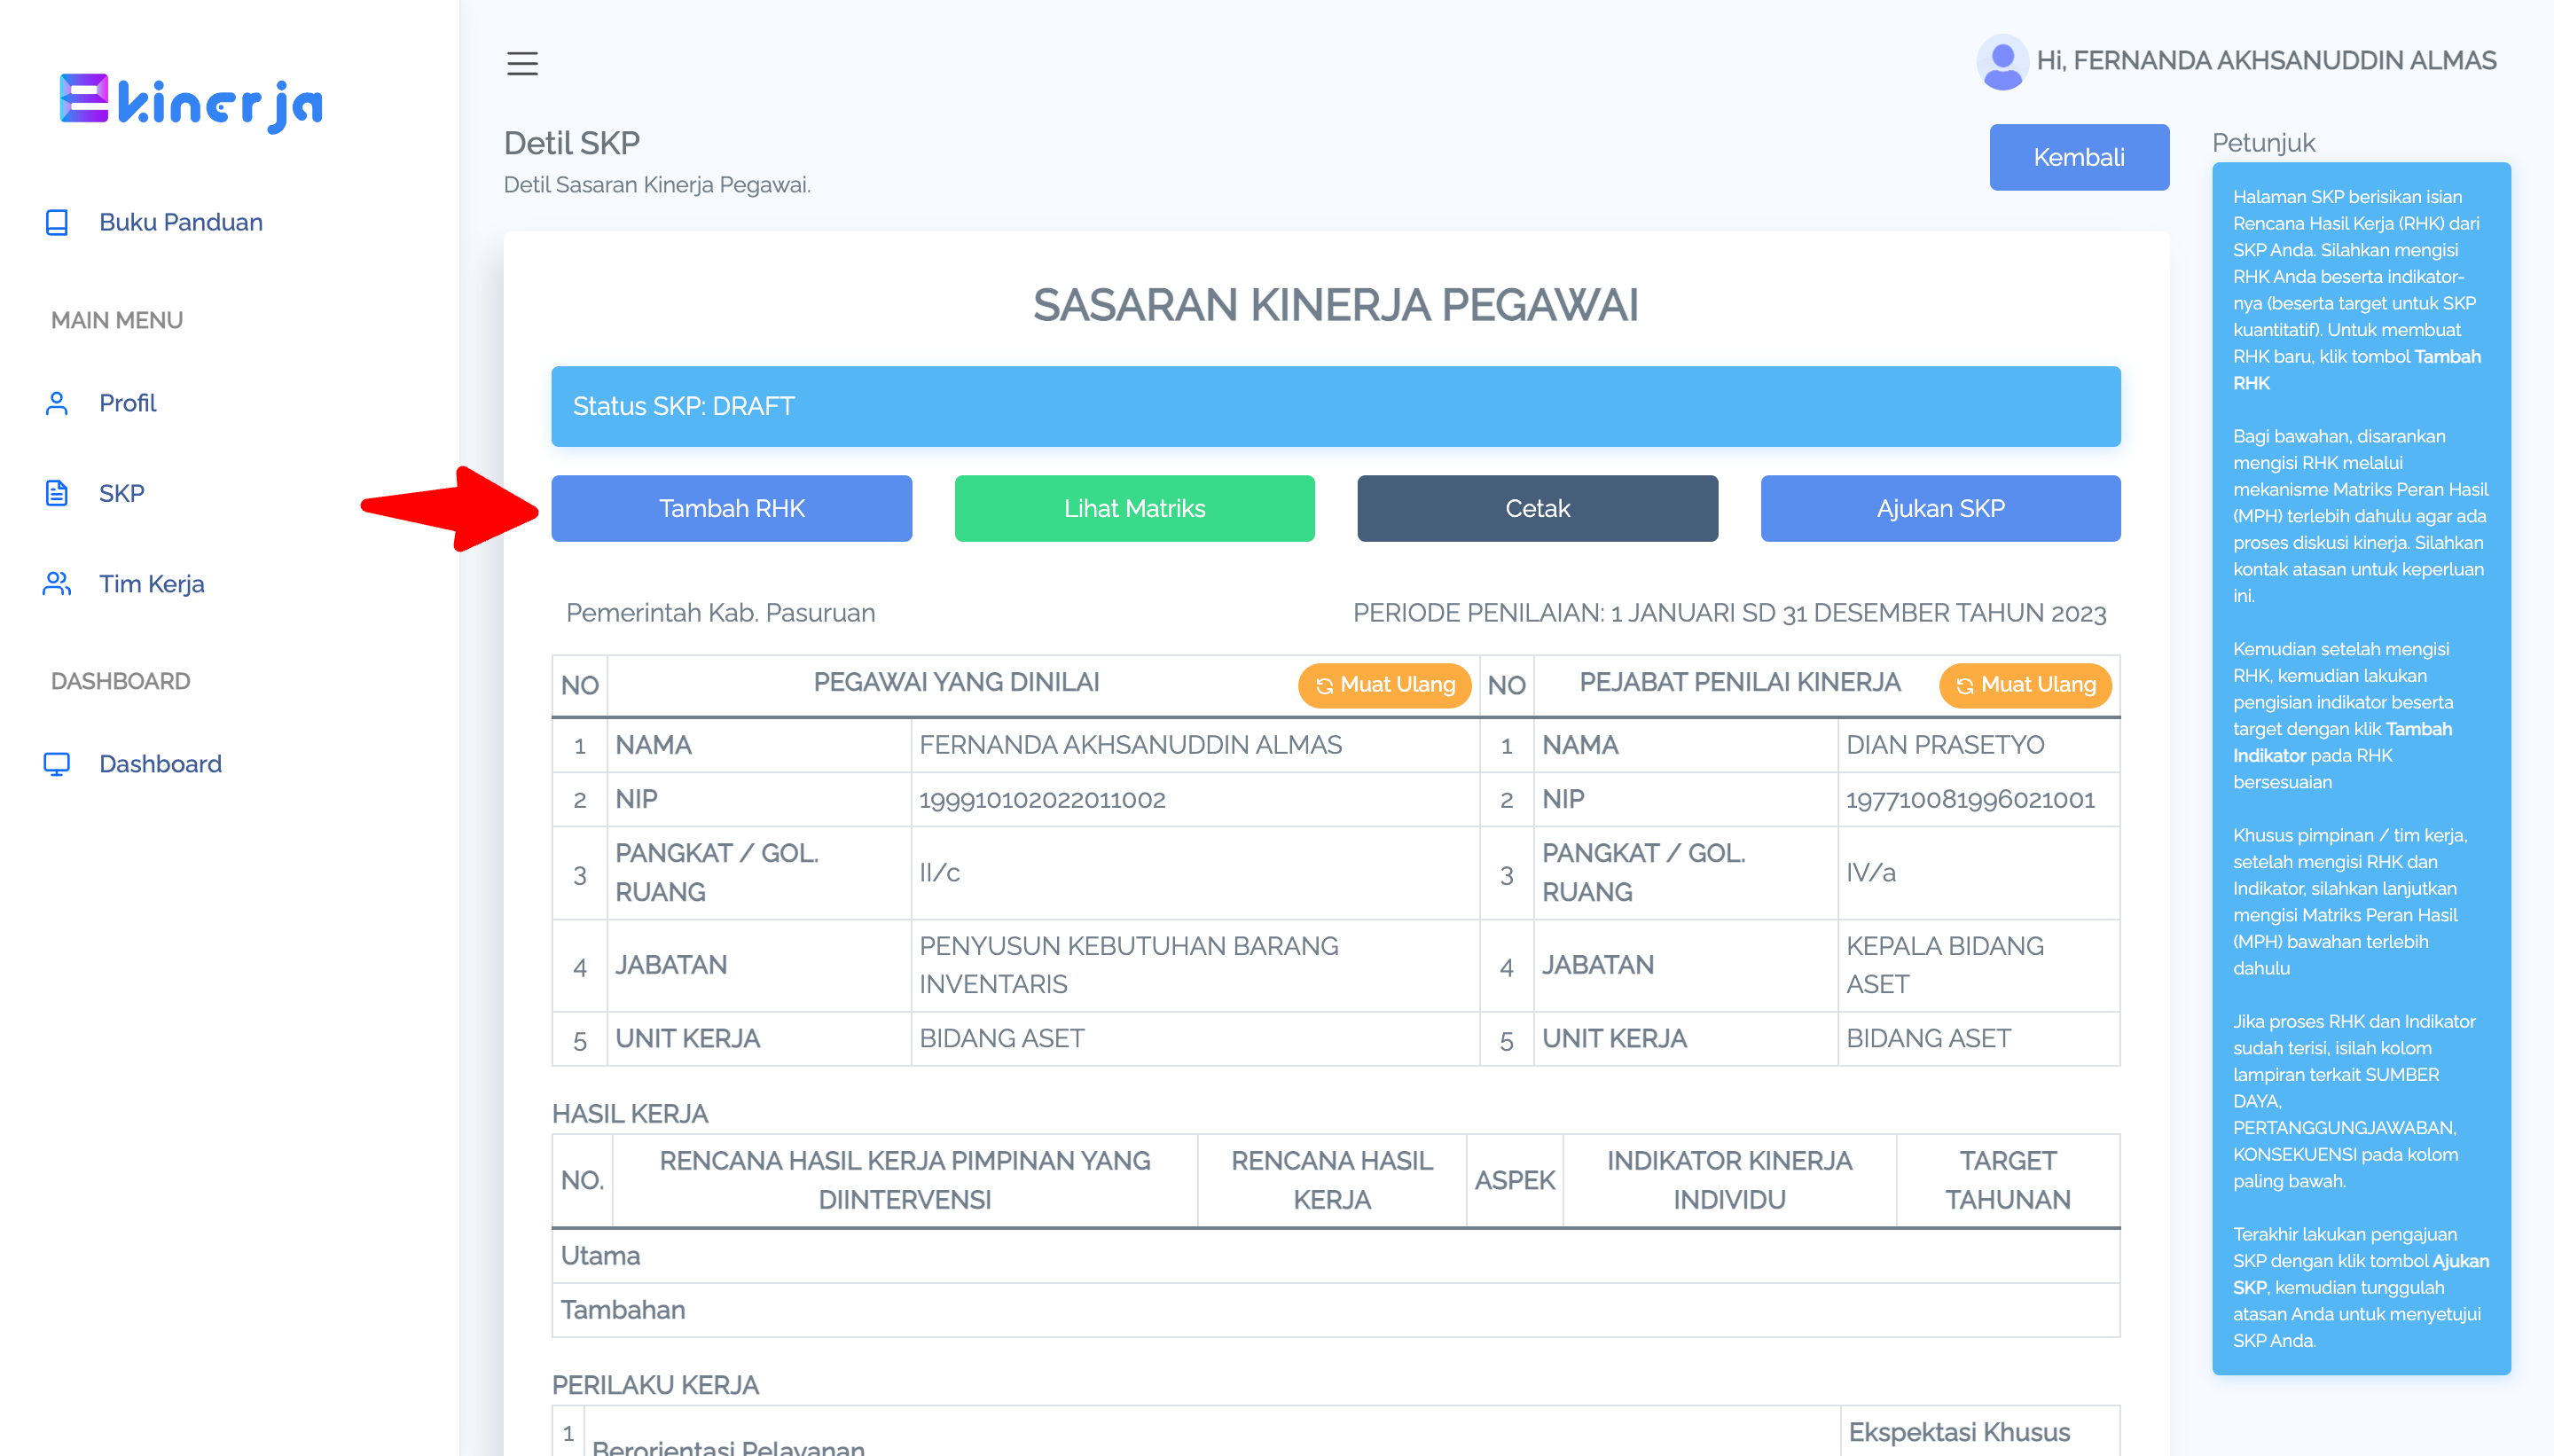 Ekinerja
Buku Panduan
MAIN MENU
Profil
SKP
Tim Kerja
DASHBOARD
Dashboard
Hi, FERNANDA AKHSANUDDIN ALMAS
Detil SKP
Detil Sasaran Kinerja Pegawai.
Kembali
SASARAN KINERJA PEGAWAI
Status SKP: DRAFT
Tambah RHK
Lihat Matriks
Cetak
Ajukan SKP
Pemerintah Kab. Pasuruan
PERIODE PENILAIAN: 1 JANUARI SD 31 DESEMBER TAHUN 2023
NO PEGAWAI YANG DINILAI Muat Ulang NO PEJABAT PENILAI KINERJA Muat Ulang
1 NAMA FERNANDA AKHSANUDDIN ALMAS 1 NAMA DIAN PRASETYO
2 NIP 199910102022011002 2 NIP 197710081996021001
3 PANGKAT / GOL. RUANG II/c 3 PANGKAT / GOL. RUANG IV/a
4 JABATAN PENYUSUN KEBUTUHAN BARANG INVENTARIS 4 JABATAN KEPALA BIDANG ASET
5 UNIT KERJA BIDANG ASET 5 UNIT KERJA BIDANG ASET
HASIL KERJA
NO. RENCANA HASIL KERJA PIMPINAN YANG DIINTERVENSI RENCANA HASIL KERJA ASPEK INDIKATOR KINERJA INDIVIDU TARGET TAHUNAN
Utama
Tambahan
PERILAKU KERJA
1 Berorientasi Pelayanan Ekspektasi Khusus
Petunjuk
Halaman SKP berisikan isian
Rencana Hasil Kerja (RHK) dari
SKP Anda. Silahkan mengisi
RHK Anda beserta indikator-
nya (beserta target untuk SKP
kuantitatif). Untuk membuat
RHK baru, klik tombol Tambah
RHK
Bagi bawahan, disarankan
mengisi RHK melalui
mekanisme Matriks Peran Hasil
(MPH) terlebih dahulu agar ada
proses diskusi kinerja. Silahkan
kontak atasan untuk keperluan
ini.
Kemudian setelah mengisi
RHK, kemudian lakukan
pengisian indikator beserta
target dengan klik Tambah
Indikator pada RHK
bersesuaian
Khusus pimpinan / tim kerja,
setelah mengisi RHK dan
Indikator, silahkan lanjutkan
mengisi Matriks Peran Hasil
(MPH) bawahan terlebih
dahulu
Jika proses RHK dan Indikator
sudah terisi, isilah kolom
lampiran terkait SUMBER
DAYA,
PERTANGGUNGJAWABAN,
KONSEKUENSI pada kolom
paling bawah.
Terakhir lakukan pengajuan
SKP dengan klik tombol Ajukan
SKP, kemudian tunggulah
atasan Anda untuk menyetujui
SKP Anda.